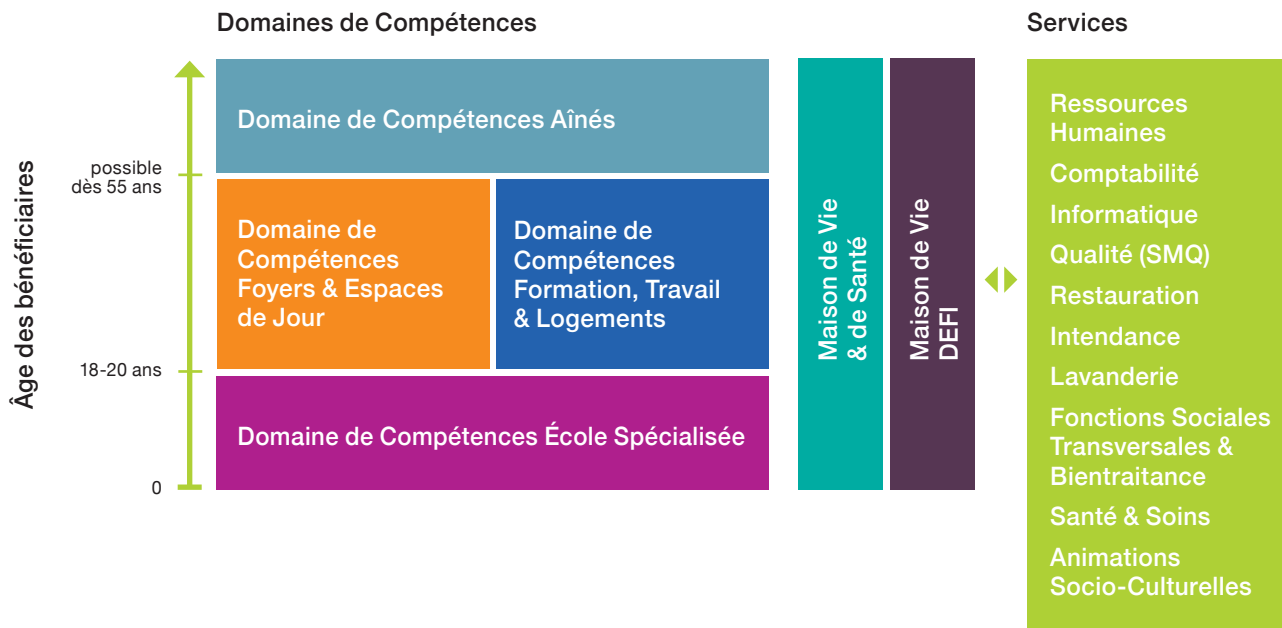 Domaines de Compétences
Services
Âge des bénéficiaires
possible
dès 55 ans
18-20 ans
0
Domaine de Compétences Aînés
Domaine de
Compétences
Foyers & Espaces
de Jour
Domaine de
Compétences
Formation, Travail
& Logements
Domaine de Compétences École Spécialisée
Maison de Vie
& de Santé
Maison de Vie
DEFI
Ressources
Humaines
Comptabilité
Informatique
Qualité (SMQ)
Restauration
Intendance
Lavanderie
Fonctions Sociales
Transversales &
Bientraitance
Santé & Soins
Animations
Socio-Culturelles